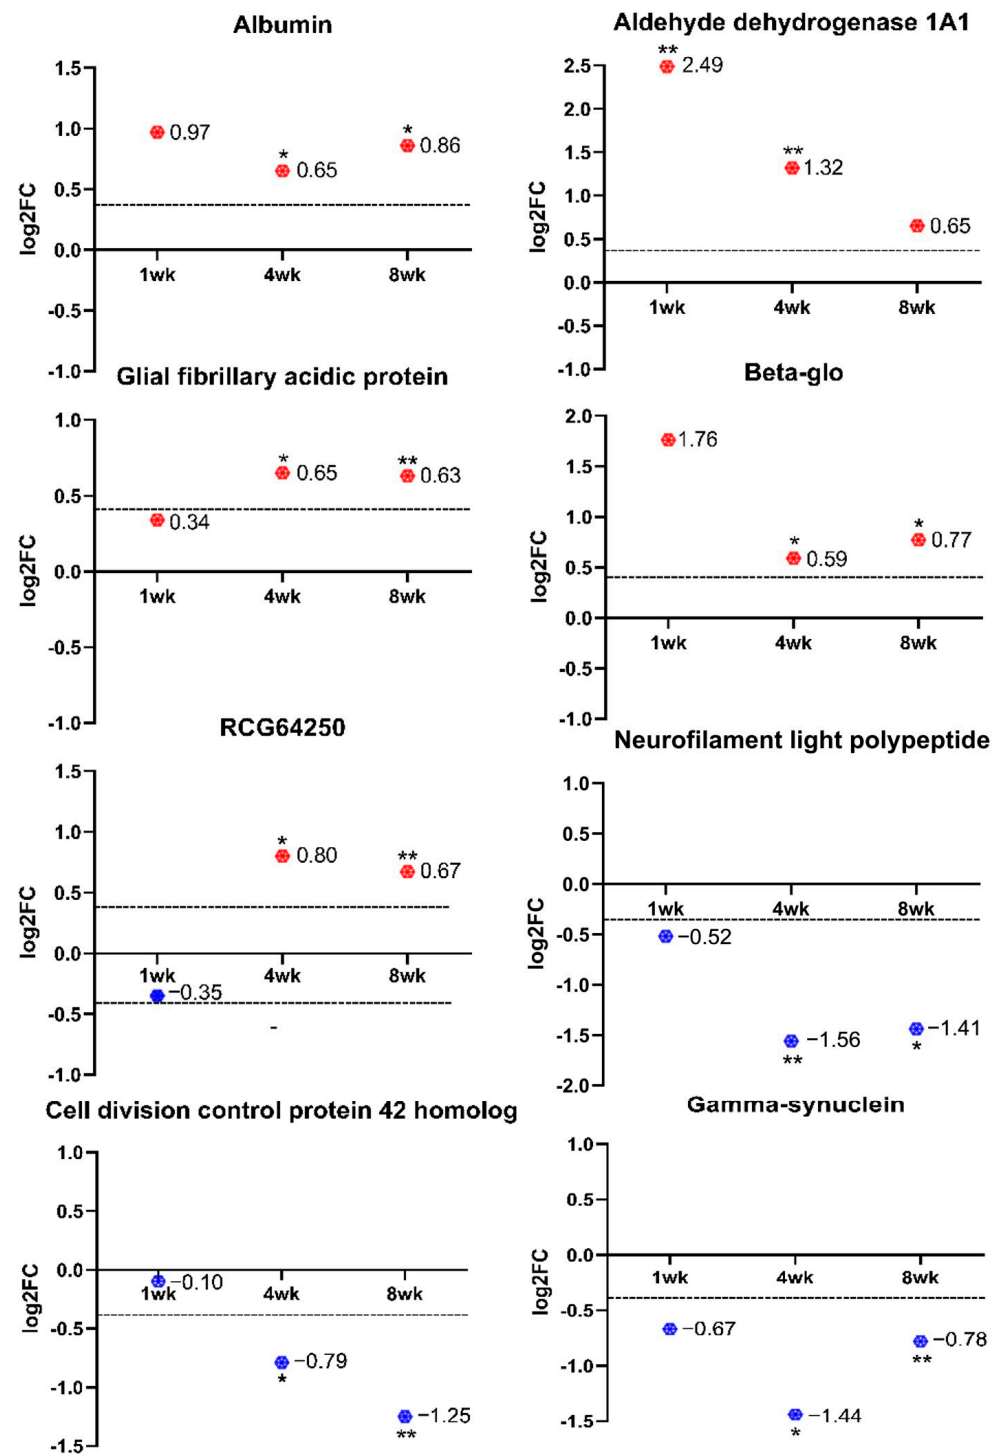 Albumin
log2FC
1.5
1.0
0.5
0.0
-0.5
-1.0
0.97
*
0.65
*
0.86
1wk
4wk
8wk
Aldehyde dehydrogenase 1A1
log2FC
2.5
2.0
1.5
1.0
0.5
0.0
-0.5
-1.0
**
2.49
**
1.32
0.65
1wk
4wk
8wk
Glial fibrillary acidic protein
log2FC
1.0
0.5
0.0
-0.5
-1.0
0.34
*
0.65
**
0.63
1wk
4wk
8wk
Beta-glo
log2FC
2.0
1.5
1.0
0.5
0.0
-0.5
-1.0
1.76
*
0.59
*
0.77
1wk
4wk
8wk
RCG64250
log2FC
1.5
1.0
0.5
0.0
-0.5
-1.0
*
0.80
**
0.67
1wk
4wk
8wk
−0.35
-
Neurofilament light polypeptide
log2FC
1.0
0.5
0.0
-0.5
-1.0
-1.5
-2.0
1wk
4wk
8wk
−0.52
−1.56
**
−1.41
*
Cell division control protein 42 homolog
log2FC
1.0
0.5
0.0
-0.5
-1.0
-1.5
−0.10
1wk
4wk
8wk
−0.79
*
−1.25
**
Gamma-synuclein
log2FC
1.0
0.5
0.0
-0.5
-1.0
-1.5
1wk
4wk
8wk
−0.67
−1.44
*
−0.78
**